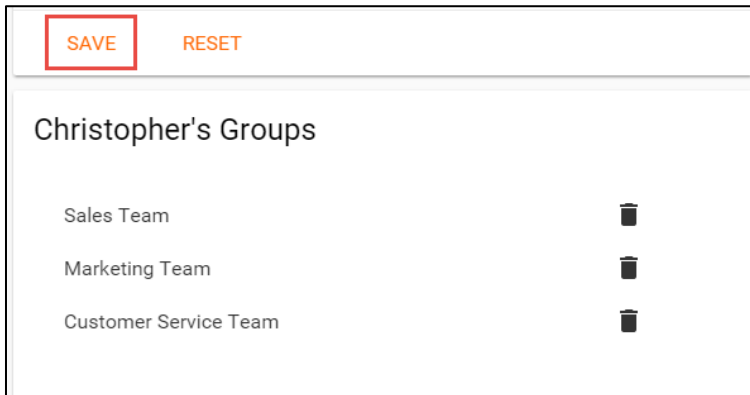 SAVE RESET
Christopher's Groups
Sales Team
Marketing Team
Customer Service Team